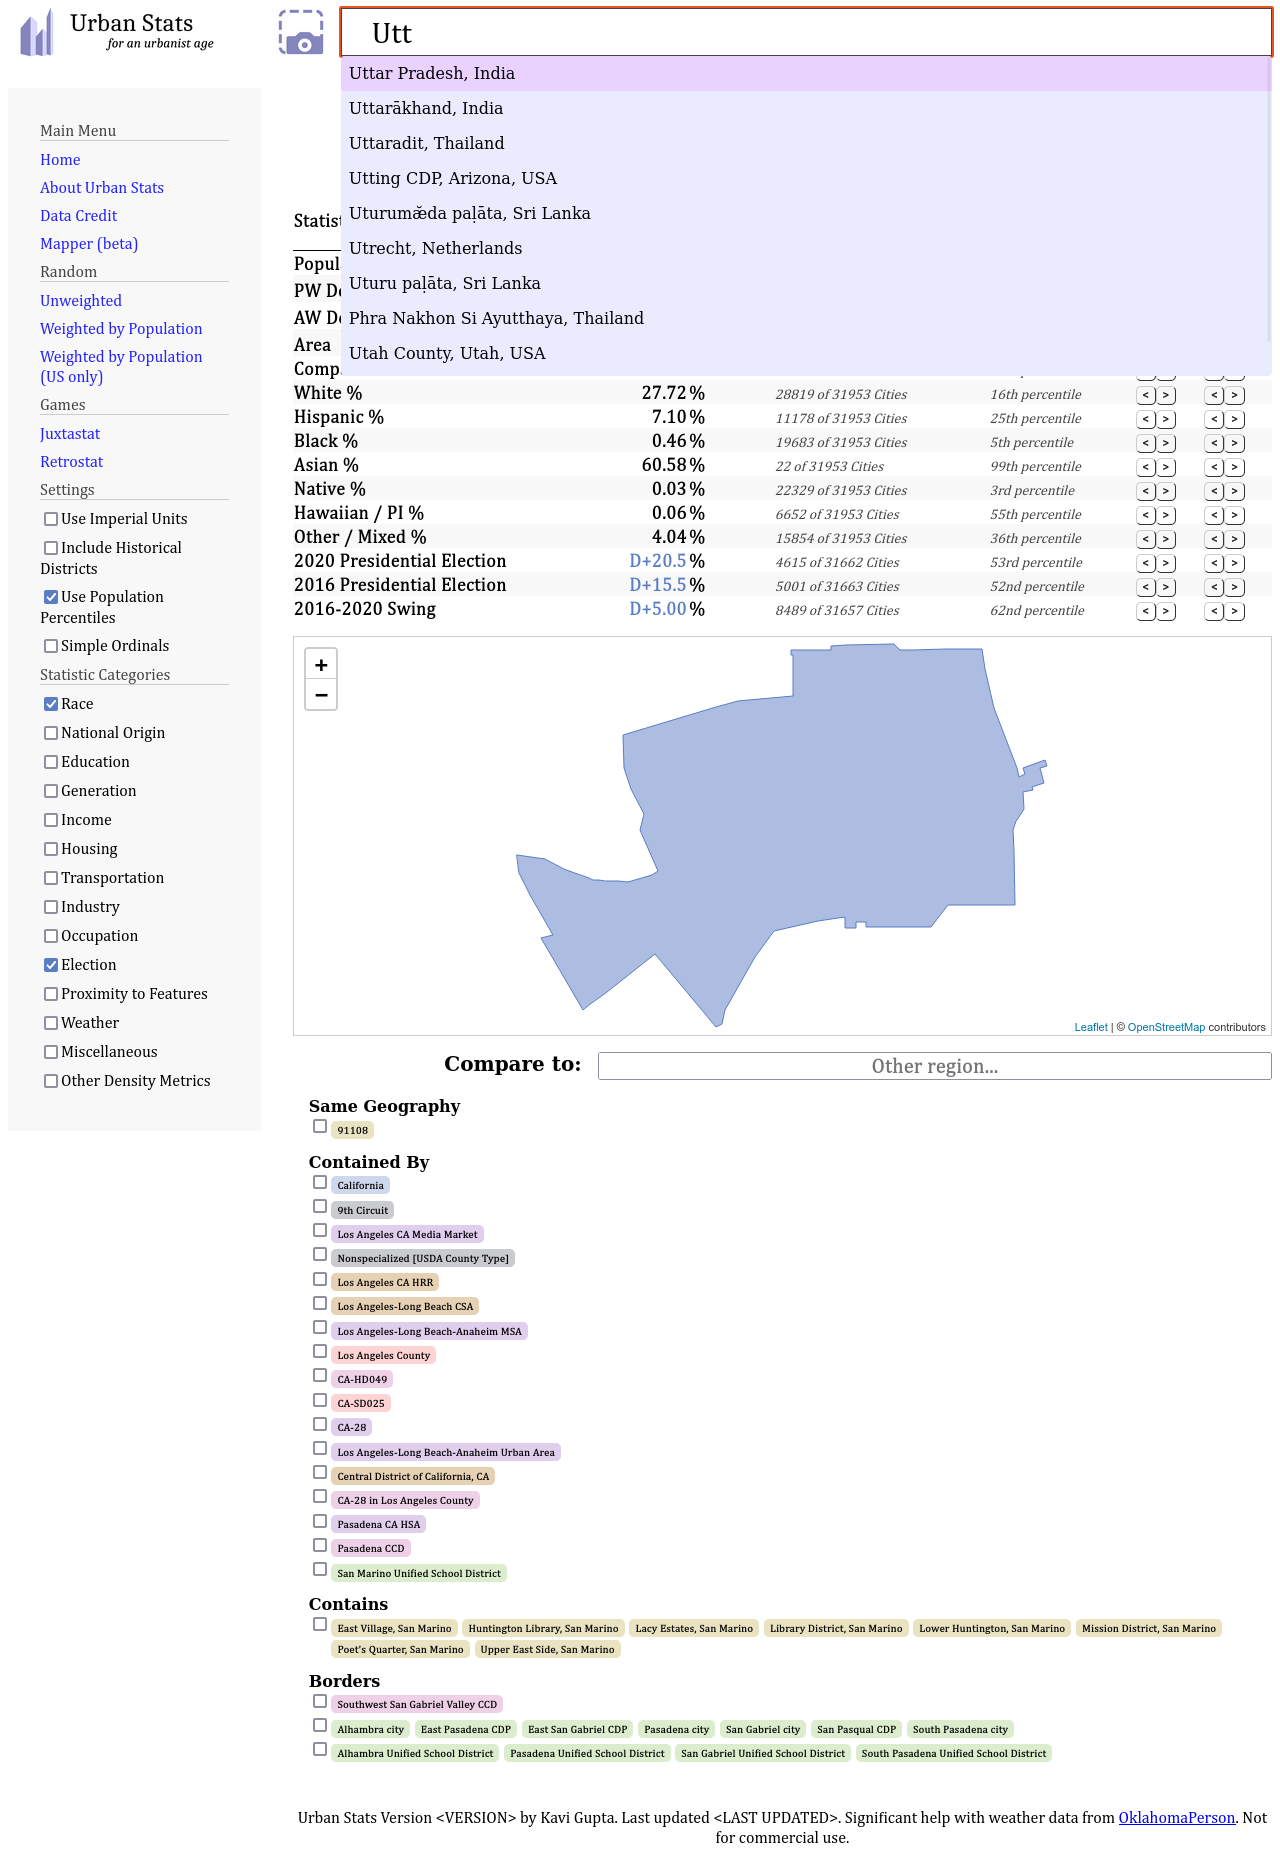 Urban Stats
for an urbanist age
Utt
Uttar Pradesh, India
Uttarākhand, India
Uttaradit, Thailand
Utting CDP, Arizona, USA
Uturumæ̆da paḷāta, Sri Lanka
Utrecht, Netherlands
Uturu paḷāta, Sri Lanka
Phra Nakhon Si Ayutthaya, Thailand
Utah County, Utah, USA
Main Menu
Home
About Urban Stats
Data Credit
Mapper (beta)
Random
Unweighted
Weighted by Population
Weighted by Population
(US only)
Games
Juxtastat
Retrostat
Settings
Use Imperial Units
Include Historical
Districts
Use Population
Percentiles
Simple Ordinals
Statistic Categories
Race
National Origin
Education
Generation
Income
Housing
Transportation
Industry
Occupation
Election
Proximity to Features
Weather
Miscellaneous
Other Density Metrics
Area
White % 27.72% 28819 of 31953 Cities 16th percentile < > < >
Hispanic % 7.10% 11178 of 31953 Cities 25th percentile < > < >
Black % 0.46% 19683 of 31953 Cities 5th percentile < > < >
Asian % 60.58% 22 of 31953 Cities 99th percentile < > < >
Native % 0.03% 22329 of 31953 Cities 3rd percentile < > < >
Hawaiian / PI % 0.06% 6652 of 31953 Cities 55th percentile < > < >
Other / Mixed % 4.04% 15854 of 31953 Cities 36th percentile < > < >
2020 Presidential Election D+20.5% 4615 of 31662 Cities 53rd percentile < > < >
2016 Presidential Election D+15.5% 5001 of 31663 Cities 52nd percentile < > < >
2016-2020 Swing D+5.00% 8489 of 31657 Cities 62nd percentile < > < >
+
−
Leaflet | © OpenStreetMap contributors
Compare to: Other region...
Same Geography
91108
Contained By
California
9th Circuit
Los Angeles CA Media Market
Nonspecialized [USDA County Type]
Los Angeles CA HRR
Los Angeles-Long Beach CSA
Los Angeles-Long Beach-Anaheim MSA
Los Angeles County
CA-HD049
CA-SD025
CA-28
Los Angeles-Long Beach-Anaheim Urban Area
Central District of California, CA
CA-28 in Los Angeles County
Pasadena CA HSA
Pasadena CCD
San Marino Unified School District
Contains
East Village, San Marino Huntington Library, San Marino Lacy Estates, San Marino Library District, San Marino Lower Huntington, San Marino Mission District, San Marino
Poet's Quarter, San Marino Upper East Side, San Marino
Borders
Southwest San Gabriel Valley CCD
Alhambra city East Pasadena CDP East San Gabriel CDP Pasadena city San Gabriel city San Pasqual CDP South Pasadena city
Alhambra Unified School District Pasadena Unified School District San Gabriel Unified School District South Pasadena Unified School District
Urban Stats Version <VERSION> by Kavi Gupta. Last updated <LAST UPDATED>. Significant help with weather data from OklahomaPerson. Not
for commercial use.